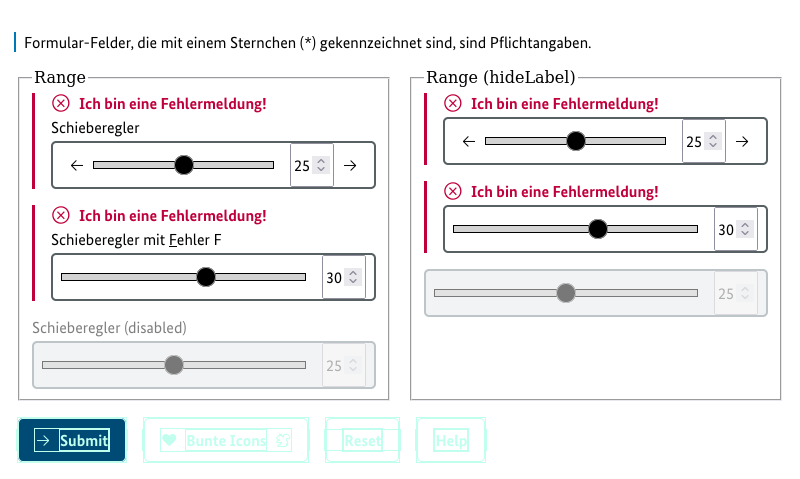 Formular-Felder, die mit einem Sternchen (*) gekennzeichnet sind, sind Pflichtangaben.
Range
Ich bin eine Fehlermeldung!
Schieberegler
25
Ich bin eine Fehlermeldung!
Schieberegler mit Fehler F
30
Schieberegler (disabled)
25
Range (hideLabel)
Ich bin eine Fehlermeldung!
25
Ich bin eine Fehlermeldung!
30
25
Submit Bunte Icons Reset Help